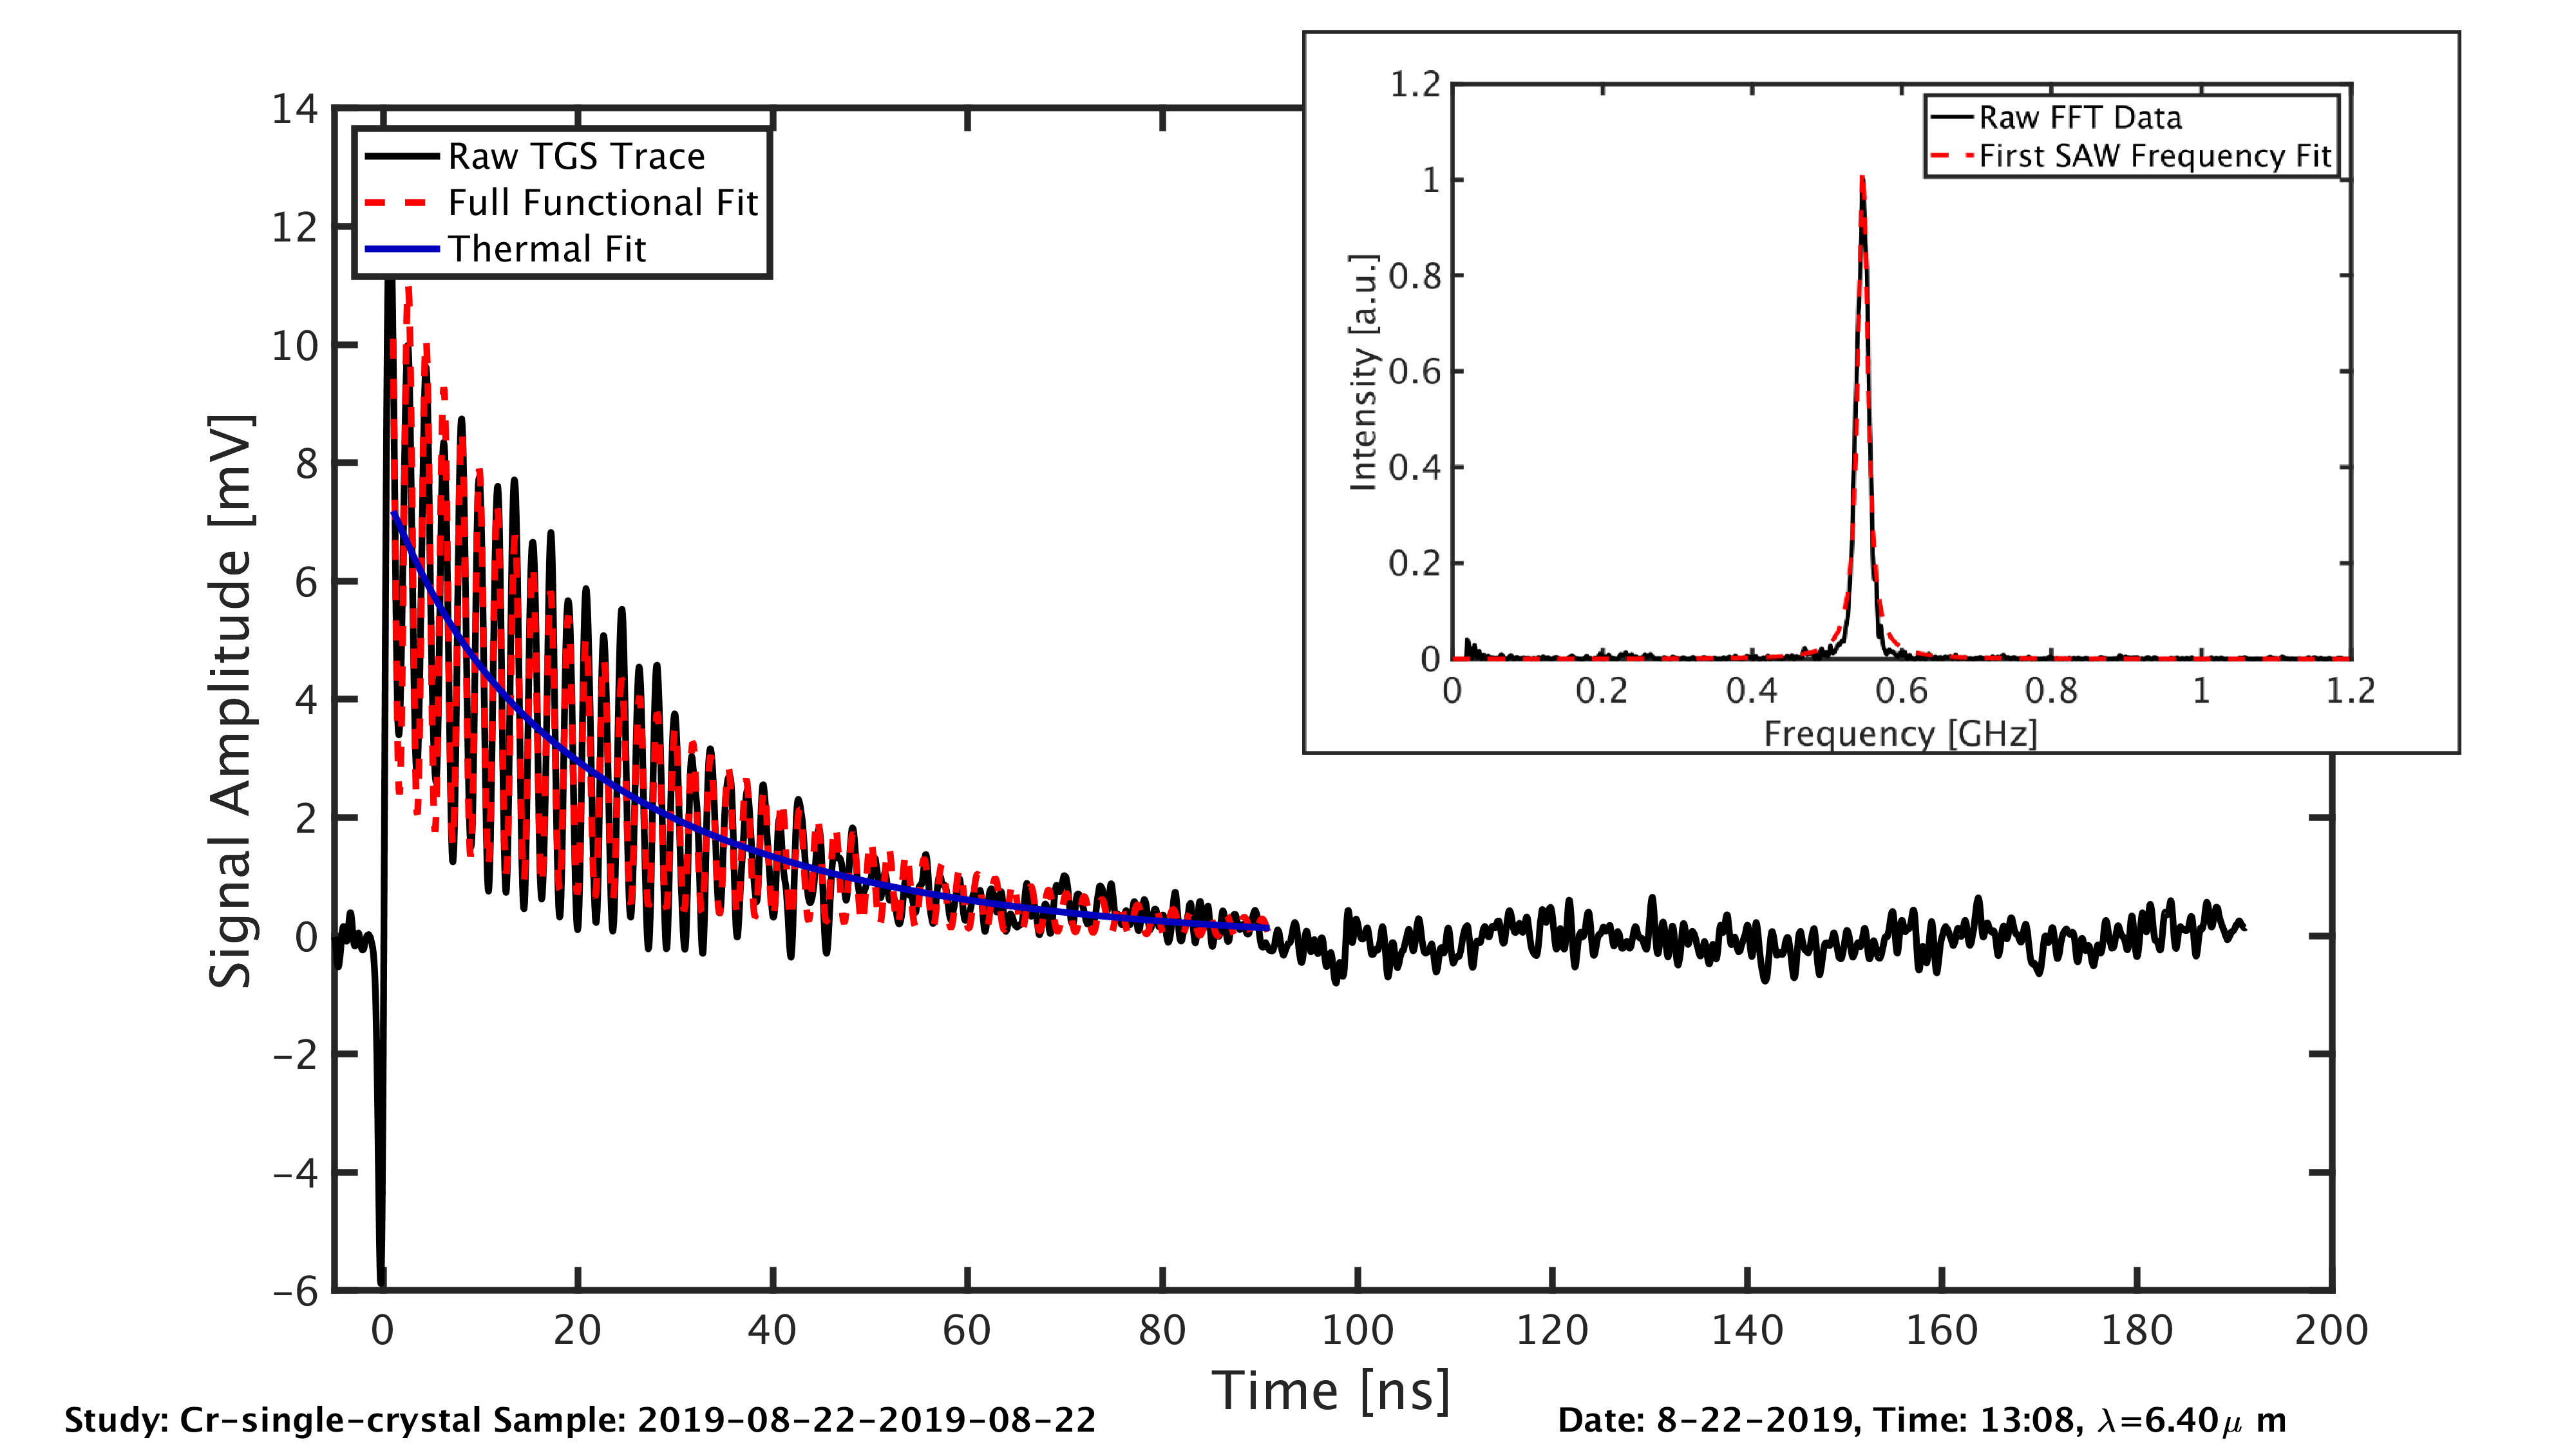 14
12
10
8
6
4
2
0
−2
−4
−6
Signal Amplitude [mV]
Raw TGS Trace
Full Functional Fit
Thermal Fit
0 20 40 60 80 100 120 140 160 180 200
Time [ns]
1.2
1
0.8
0.6
0.4
0.2
0
Intensity [a.u.]
Raw FFT Data
First SAW Frequency Fit
0 0.2 0.4 0.6 0.8 1 1.2
Frequency [GHz]
Study: Cr−single−crystal Sample: 2019−08−22−2019−08−22
Date: 8−22−2019, Time: 13:08, λ=6.40μ m